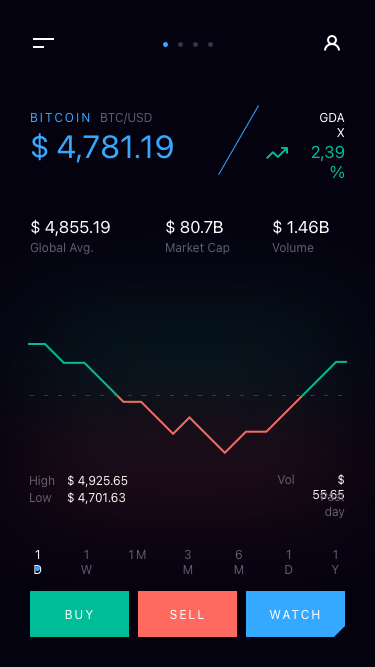 BITCOIN BTC/USD
$ 4,781.19
GDA
X
2,39
%
$ 4,855.19
Global Avg.
$ 80.7B
Market Cap
$ 1.46B
Volume
High $ 4,925.65
Low $ 4,701.63
Vol $
55.65
Past
day
1
D
1
W
1 M
3
M
6
M
1
D
1
Y
BUY
SELL
WATCH